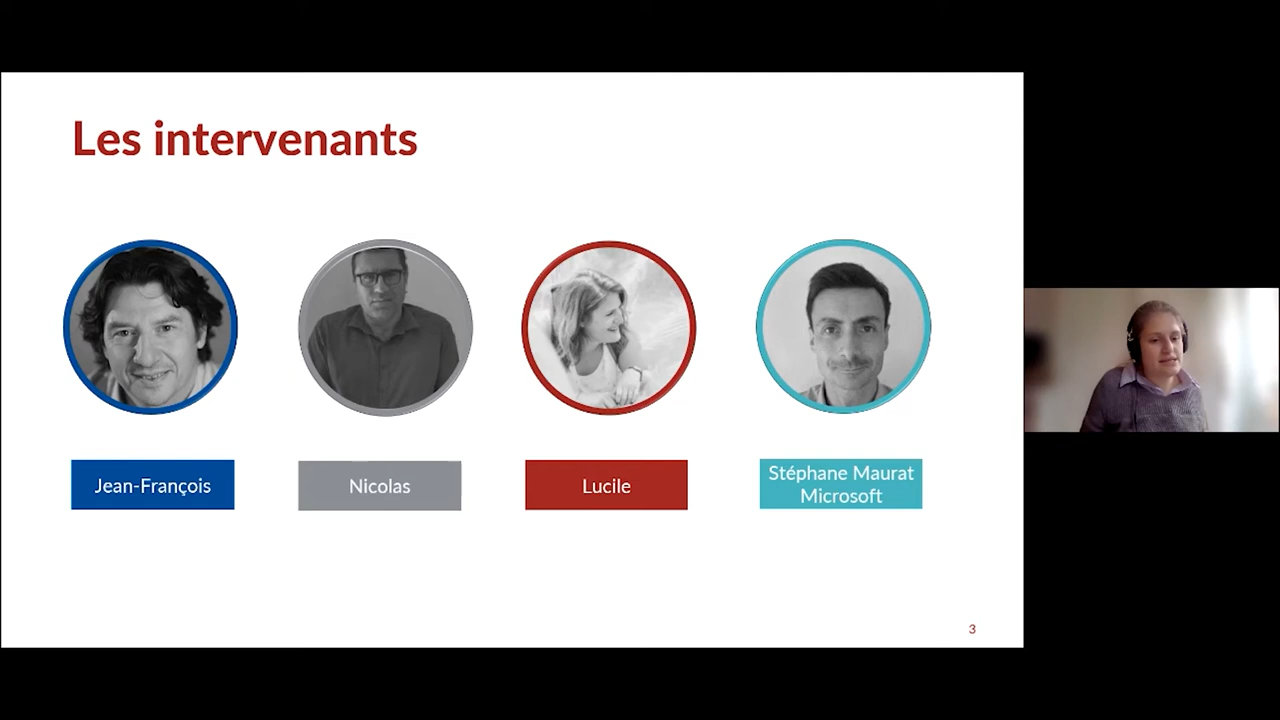 Les intervenants
Jean-François
Nicolas
Lucile
Stéphane Maurat
Microsoft
3